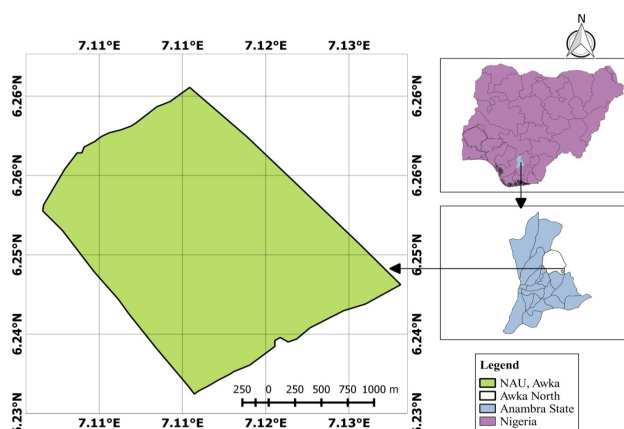 N
7.11°E 7.11°E 7.12°E 7.13°E
6.26°N 6.26°N
6.26°N 6.26°N
6.25°N 6.25°N
6.24°N 6.24°N
6.23°N 6.23°N
250 0 250 500 750 1000 m
7.11°E 7.11°E 7.12°E 7.13°E
Legend
NAU, Awka
Awka North
Anambra State
Nigeria